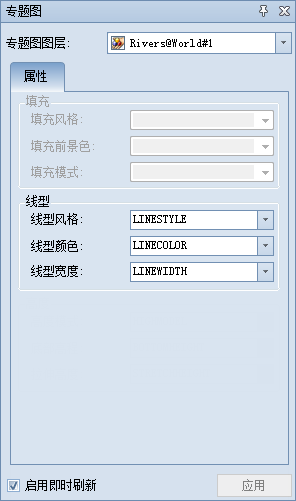 专题图
专题图图层: Rivers@World#1
属性
填充
填充风格:
填充前景色:
填充模式:
线型
线型风格: LINESTYLE
线型颜色: LINECOLOR
线型宽度: LINEWIDTH
启用即时刷新 应用